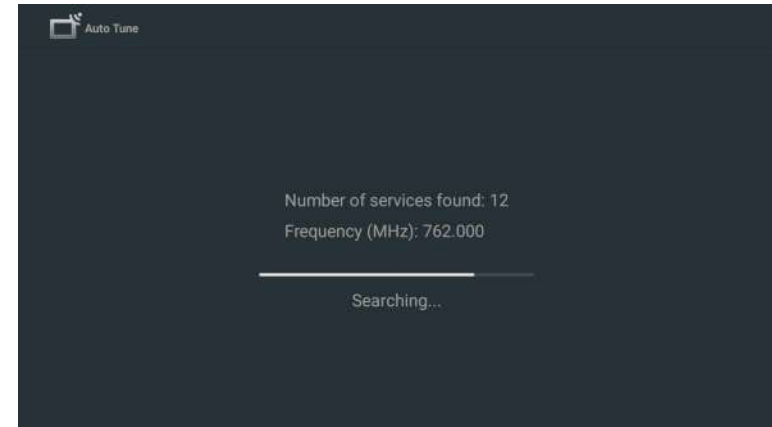 Auto Tune
Number of services found: 12
Frequency (MHz): 762.000
Searching...